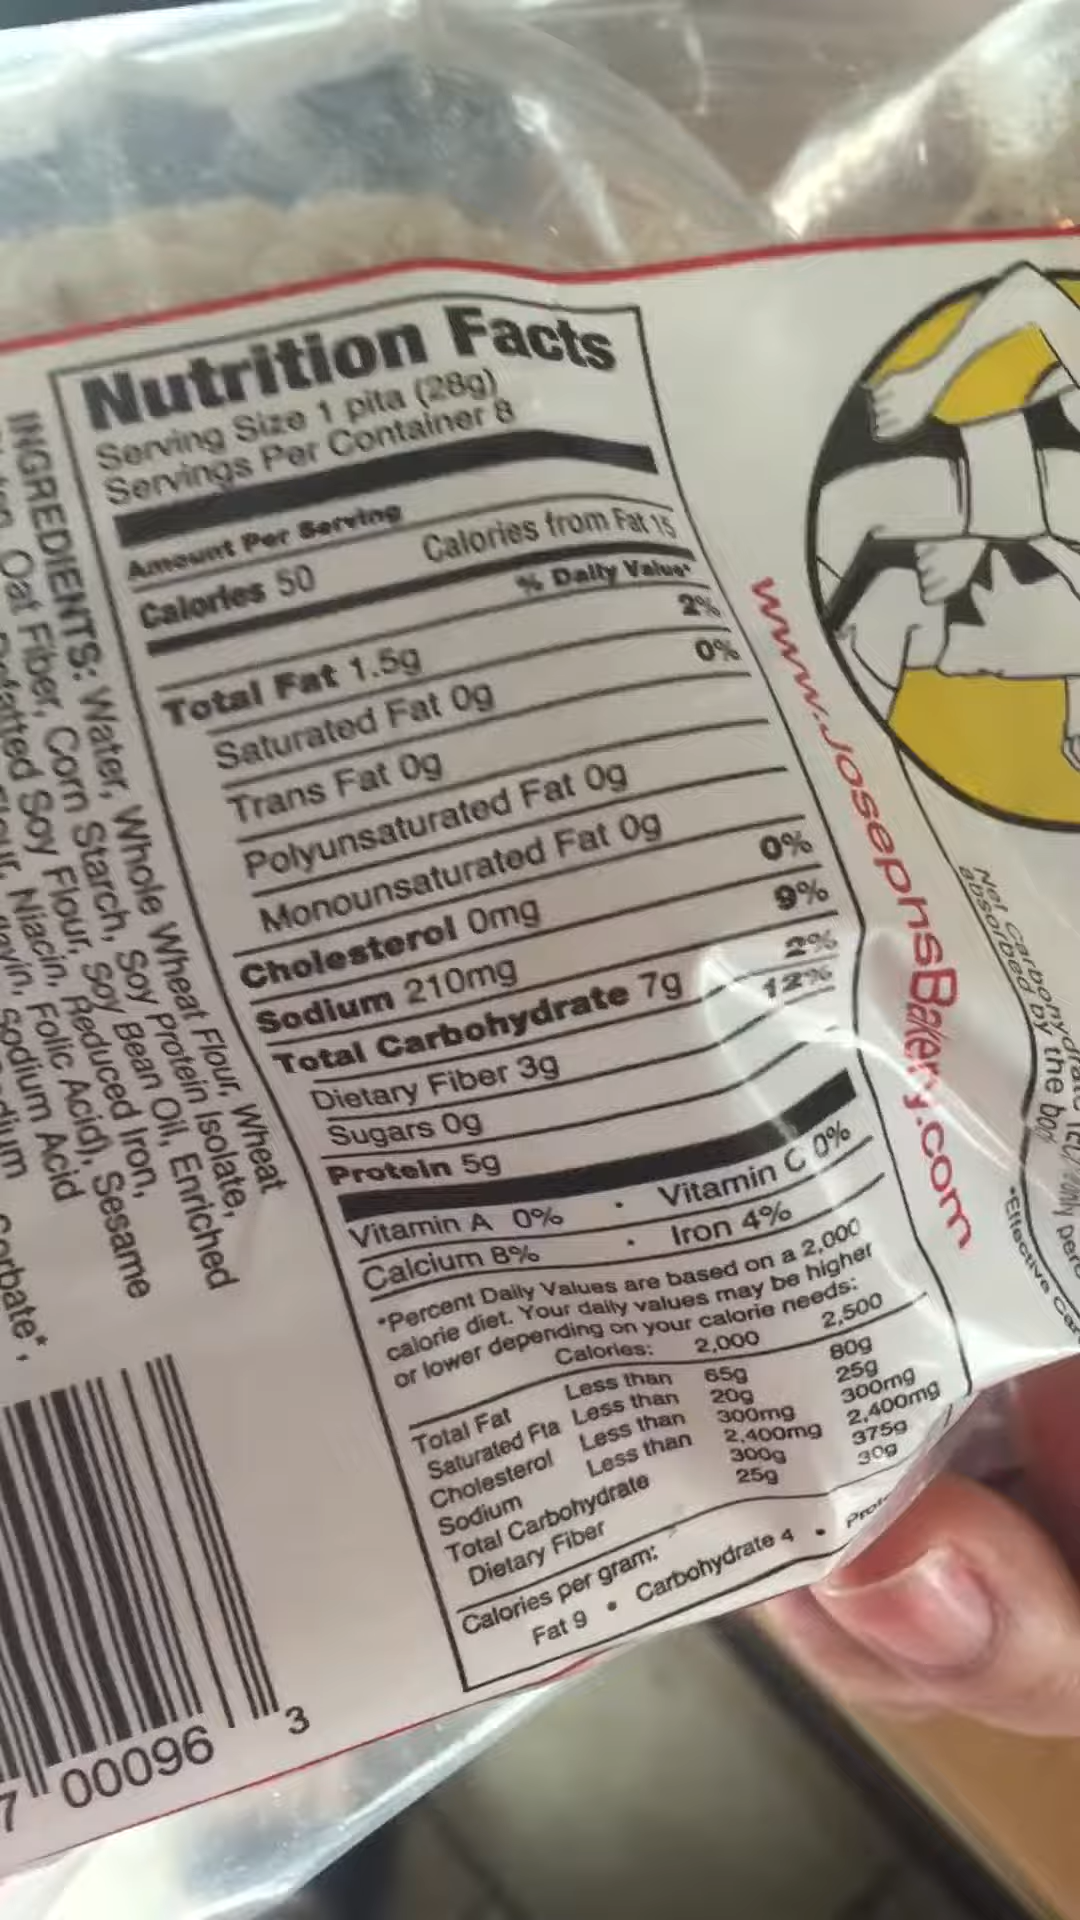 Nutrition Facts
Serving Size 1 pita (28g)
Servings Per Container 8
Amount Per Serving
Calories 50 Calories from Fat 15
% Daily Value*
Total Fat 1.5g 2%
Saturated Fat 0g 0%
Trans Fat 0g
Polyunsaturated Fat 0g
Monounsaturated Fat 0g
Cholesterol 0mg 0%
Sodium 210mg 9%
Total Carbohydrate 7g 2%
Dietary Fiber 3g 12%
Sugars 0g
Protein 5g
Vitamin A 0% • Vitamin C 0%
Calcium 8% • Iron 4%
*Percent Daily Values are based on a 2,000
calorie diet. Your daily values may be higher
or lower depending on your calorie needs:
Calories: 2,000 2,500
Total Fat Less than 65g 80g
Saturated Fta Less than 20g 25g
Cholesterol Less than 300mg 300mg
Sodium Less than 2,400mg 2,400mg
Total Carbohydrate 300g 375g
Dietary Fiber 25g 30g
Calories per gram:
Fat 9 • Carbohydrate 4 •
INGREDIENTS: Water, Whole Wheat Flour, Wheat
Oat Fiber, Corn Starch, Soy Protein Isolate,
Soy Flour, Soy Bean Oil, Enriched
Niacin, Reduced Iron,
Folic Acid), Sesame
Sodium Acid
www.JosephsBakery.com
Net
absorbed by the
*Effective
7 00096 3